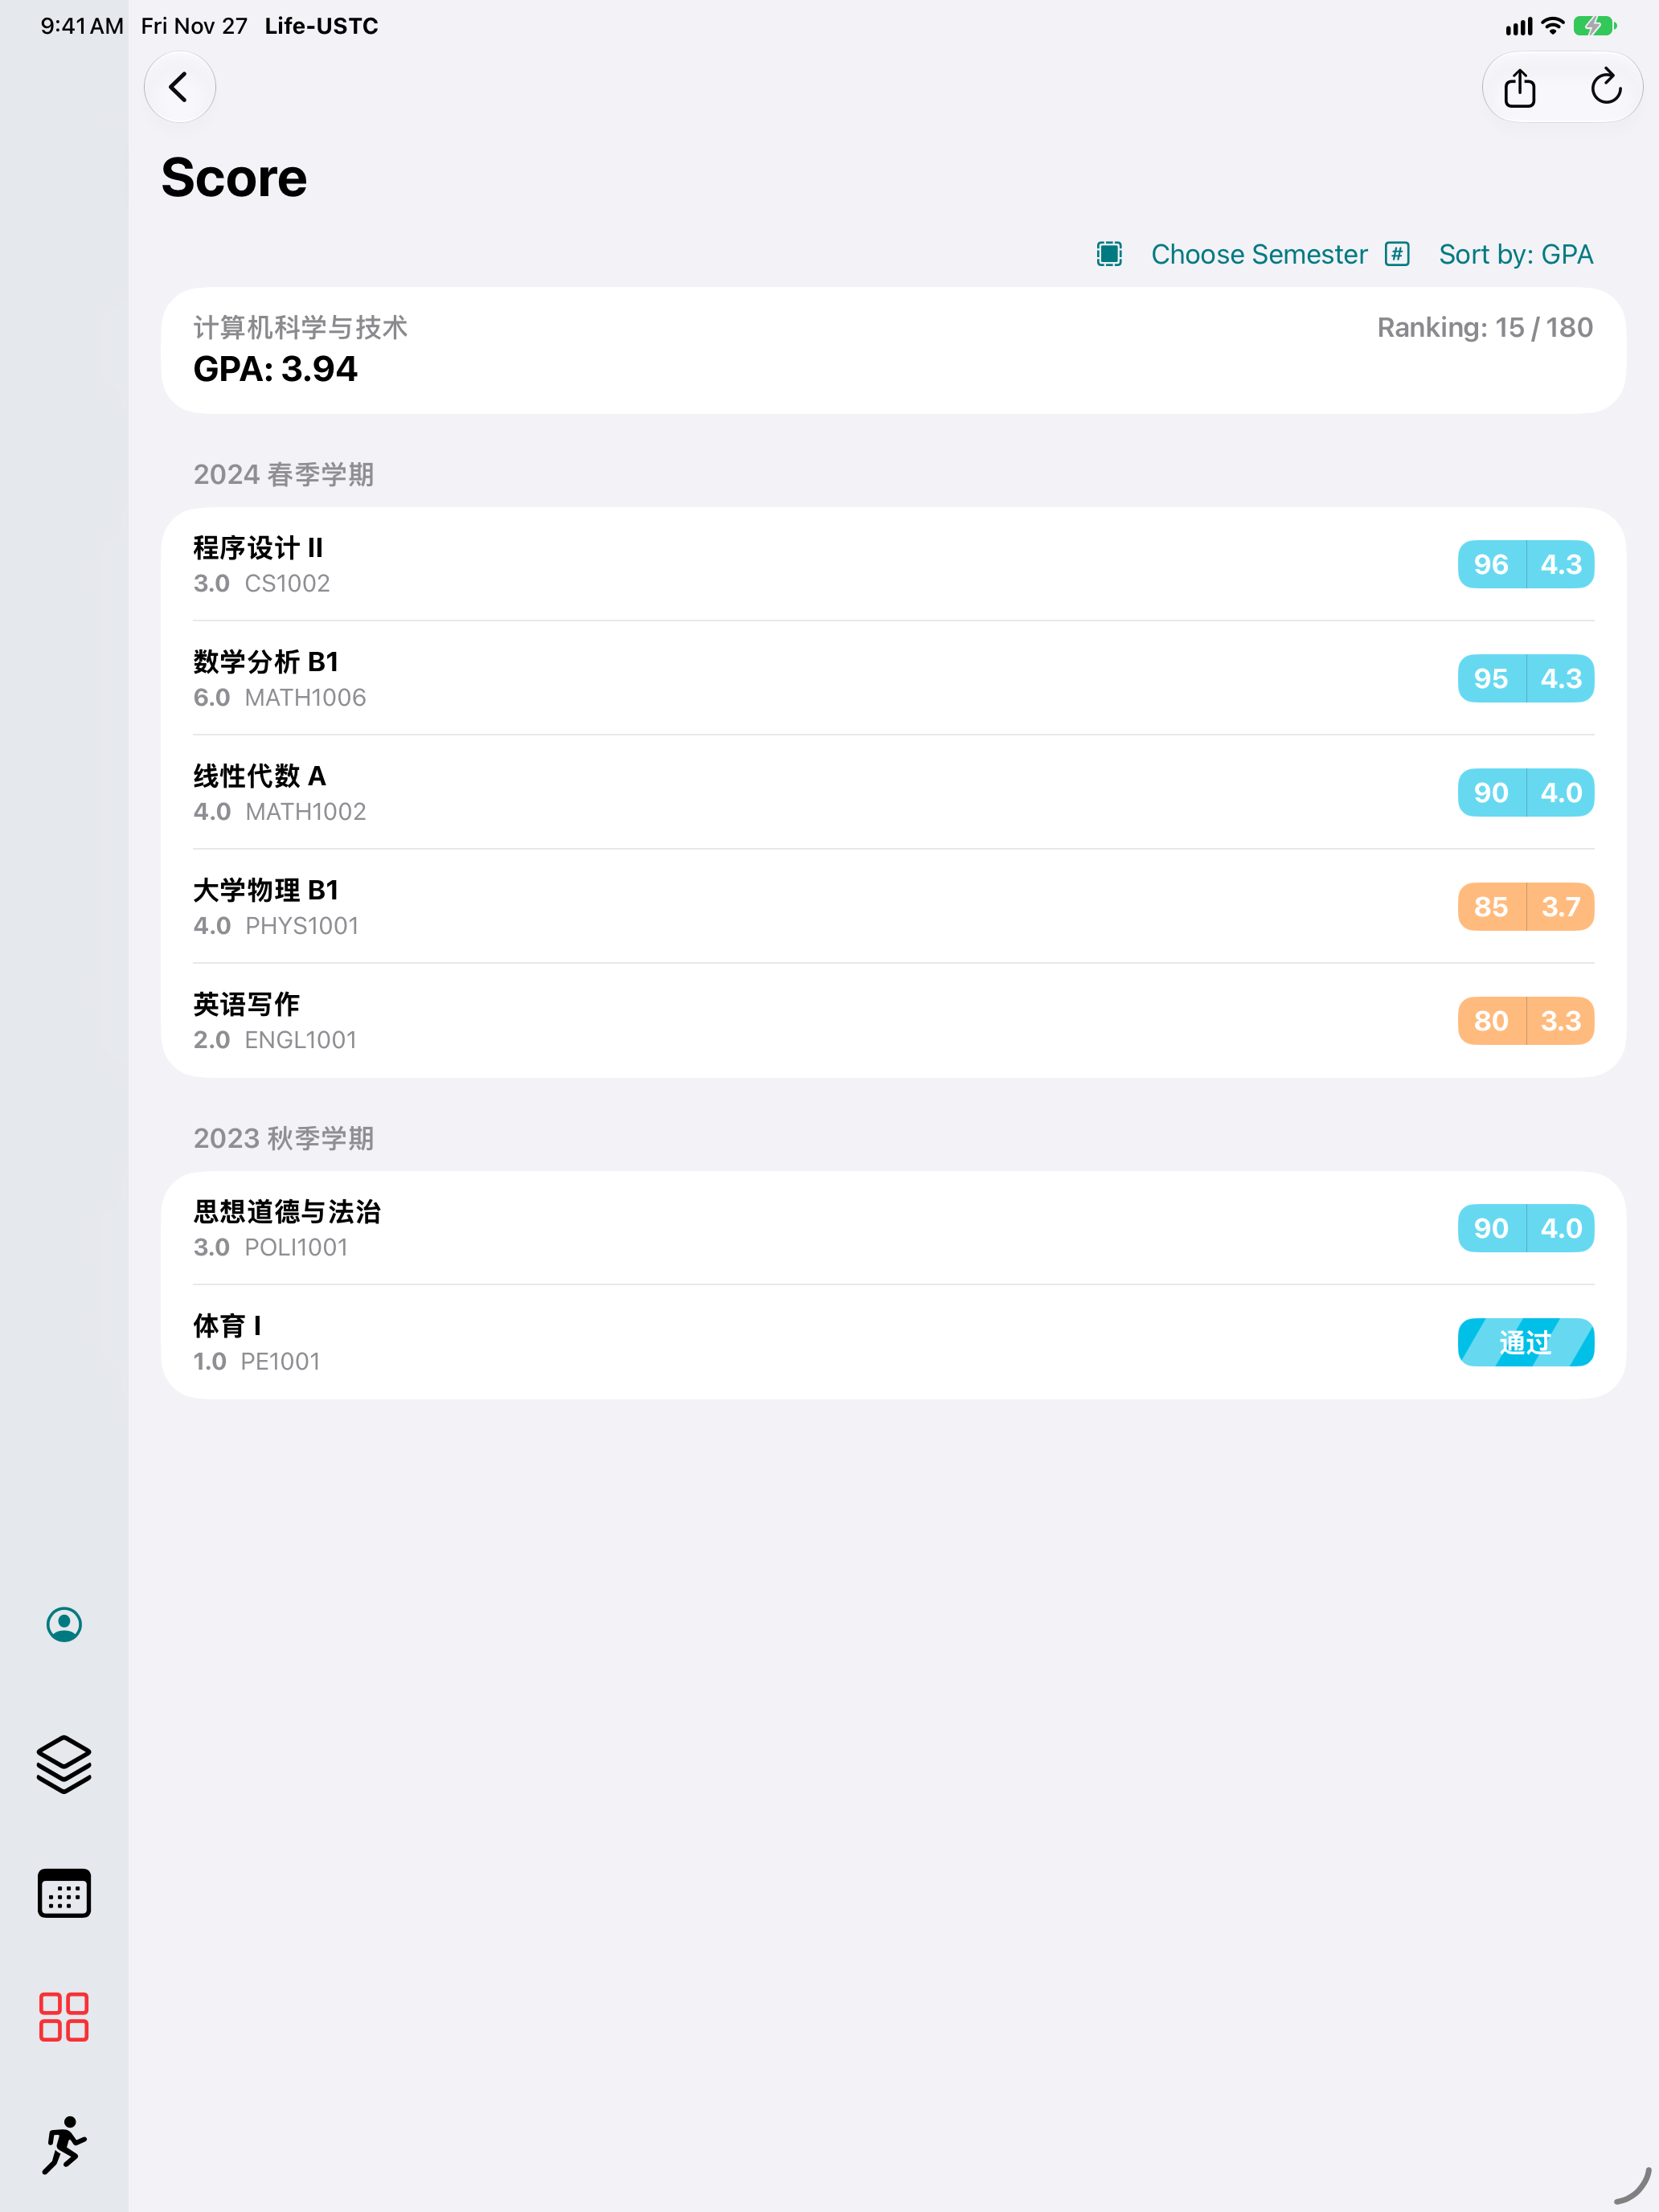 9:41 AM Fri Nov 27 Life-USTC
Score
Choose Semester # Sort by: GPA
计算机科学与技术 Ranking: 15 / 180
GPA: 3.94
2024 春季学期
程序设计 II
3.0 CS1002
96 4.3
数学分析 B1
6.0 MATH1006
95 4.3
线性代数 A
4.0 MATH1002
90 4.0
大学物理 B1
4.0 PHYS1001
85 3.7
英语写作
2.0 ENGL1001
80 3.3
2023 秋季学期
思想道德与法治
3.0 POLI1001
90 4.0
体育 I
1.0 PE1001
通过